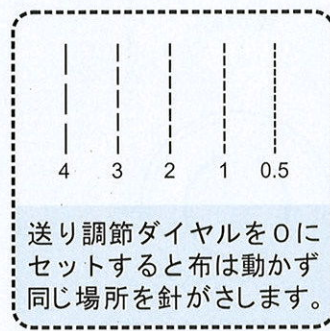 4 3 2 1 0.5
送り調節ダイヤルを0に
セットすると布は動かず
同じ場所を針がさします。